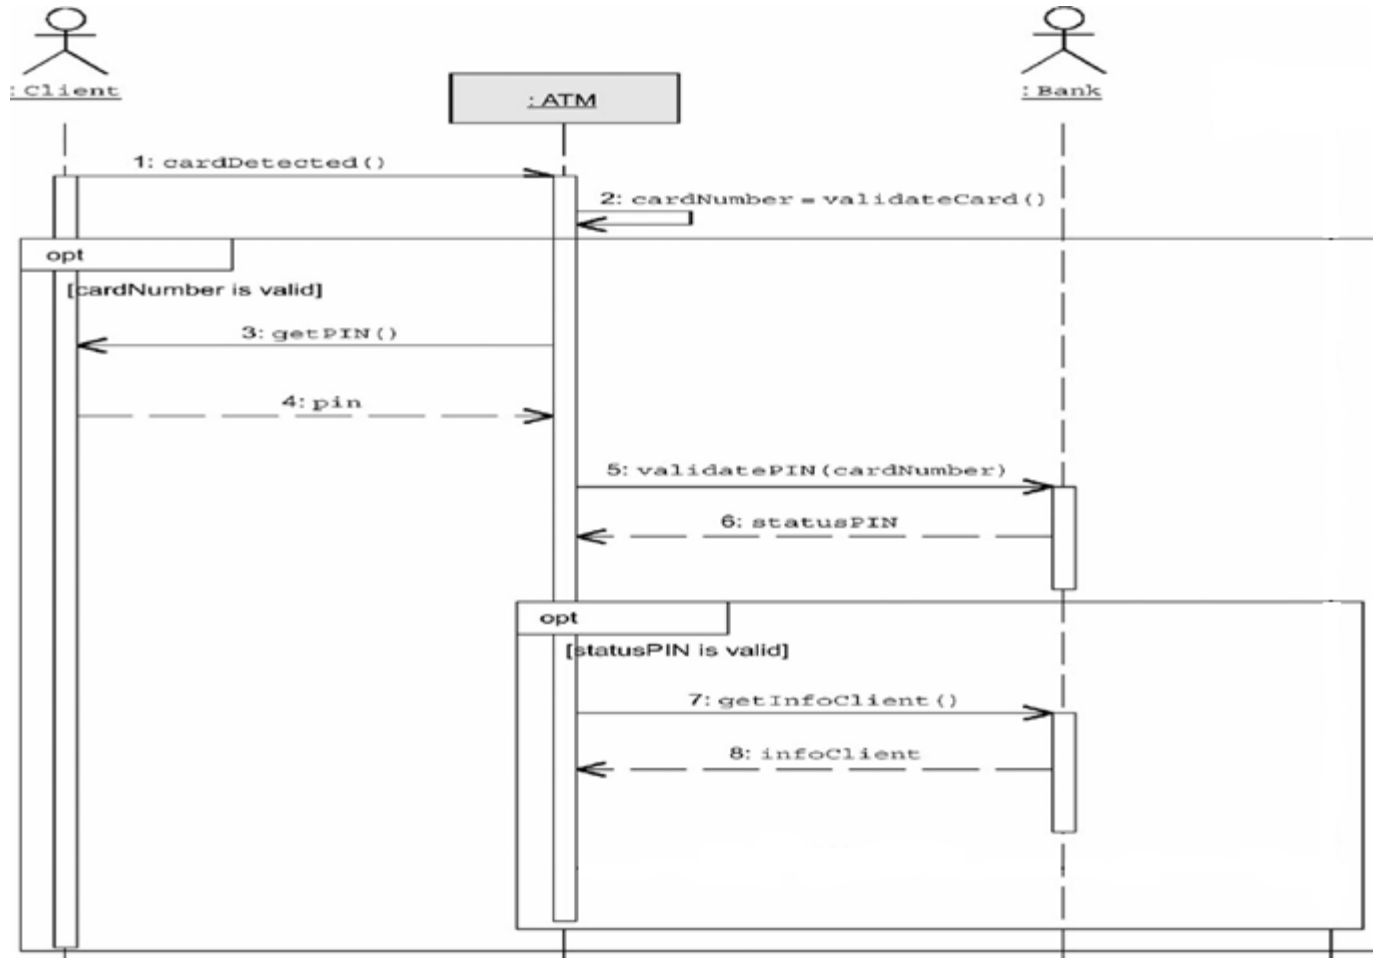 : Client
: ATM
: Bank
1: cardDetected()
2: cardNumber = validateCard()
opt
[cardNumber is valid]
3: getPIN()
4: pin
5: validatePIN(cardNumber)
6: statusPIN
opt
[statusPIN is valid]
7: getInfoClient()
8: infoClient